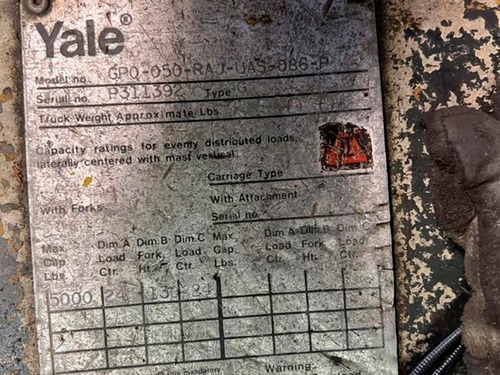 Yale®
Model no. GPO-050-RAJ-UAS-086-P
Serial no. P311392 Type G
Truck Weight Approximate Lbs.
Capacity ratings for evenly distributed loads,
laterally centered with mast vertical.
Carriage Type
With Forks
With Attachment
Serial no.
Max. Dim.A Dim.B Dim.C Max. Dim.A Dim.B Dim.C
Cap. Load Fork Load Cap. Load Fork Load
Lbs. Ctr. Ht. Ctr. Lbs. Ctr. Ht. Ctr.
5000 24 130
mandatory
Warning: